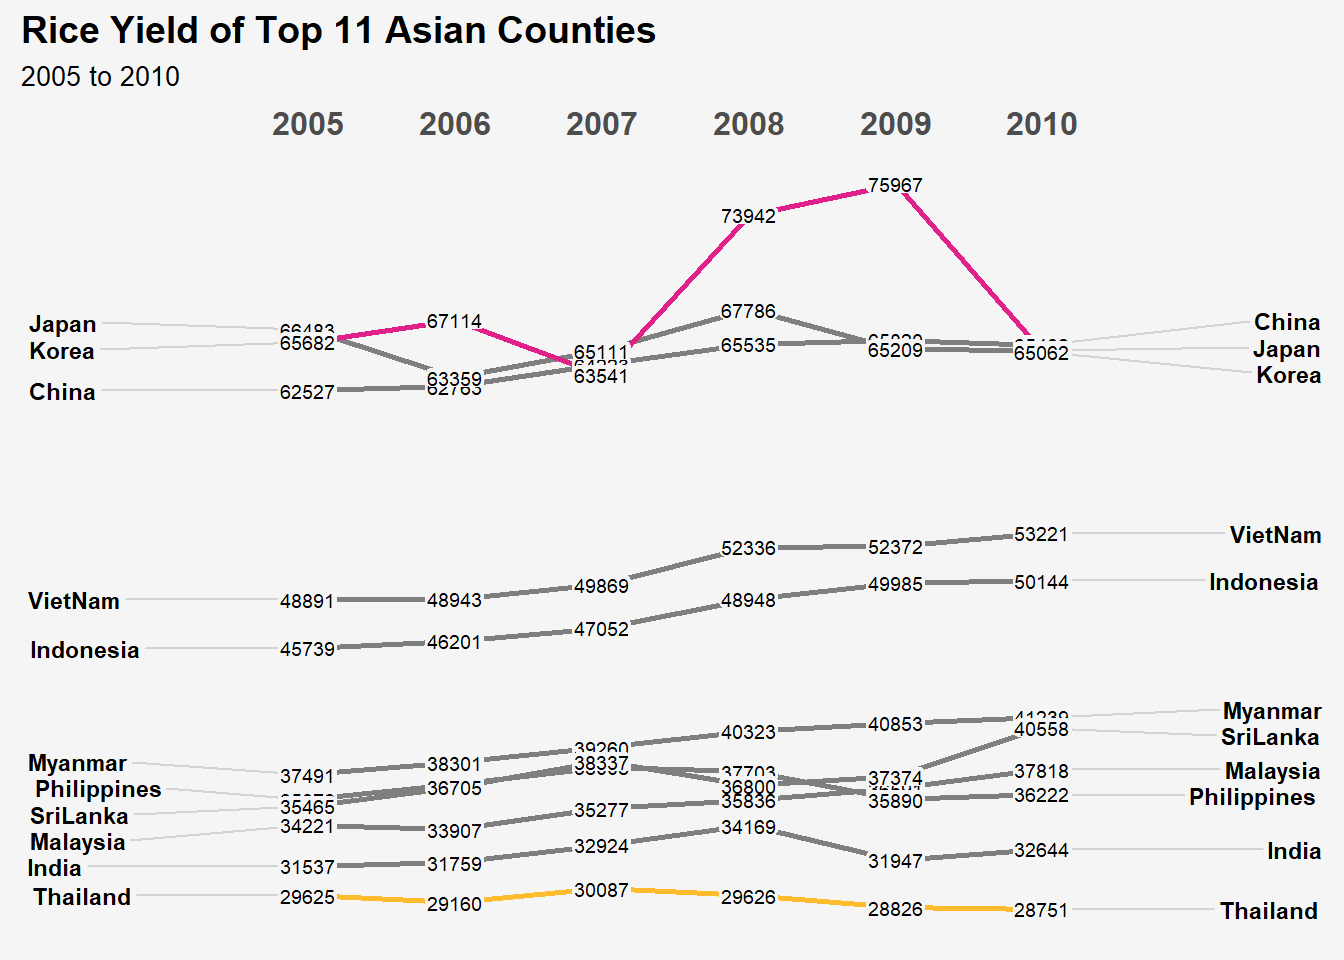 Rice Yield of Top 11 Asian Counties
2005 to 2010
2005 2006 2007 2008 2009 2010
75967
73942
67786
Japan 66483 67114 China
Korea 65682 65535 65209 65062 Japan
65111
63359 63541 Korea
China 62527
53221 VietNam
52336 52372
VietNam 48891 48943 49869 49985 50144 Indonesia
48948
Indonesia 45739 46201 47052
41239 Myanmar
40323 40853 40558 SriLanka
Myanmar 37491 38301 39260
38337 37703 37374 37818 Malaysia
Philippines 36705 36800 35890 36222 Philippines
SriLanka 35465 35836
Malaysia 34221 33907 35277
34169
India 31537 31759 32924 31947 32644 India
Thailand 29625 29160 30087 29626 28826 28751 Thailand